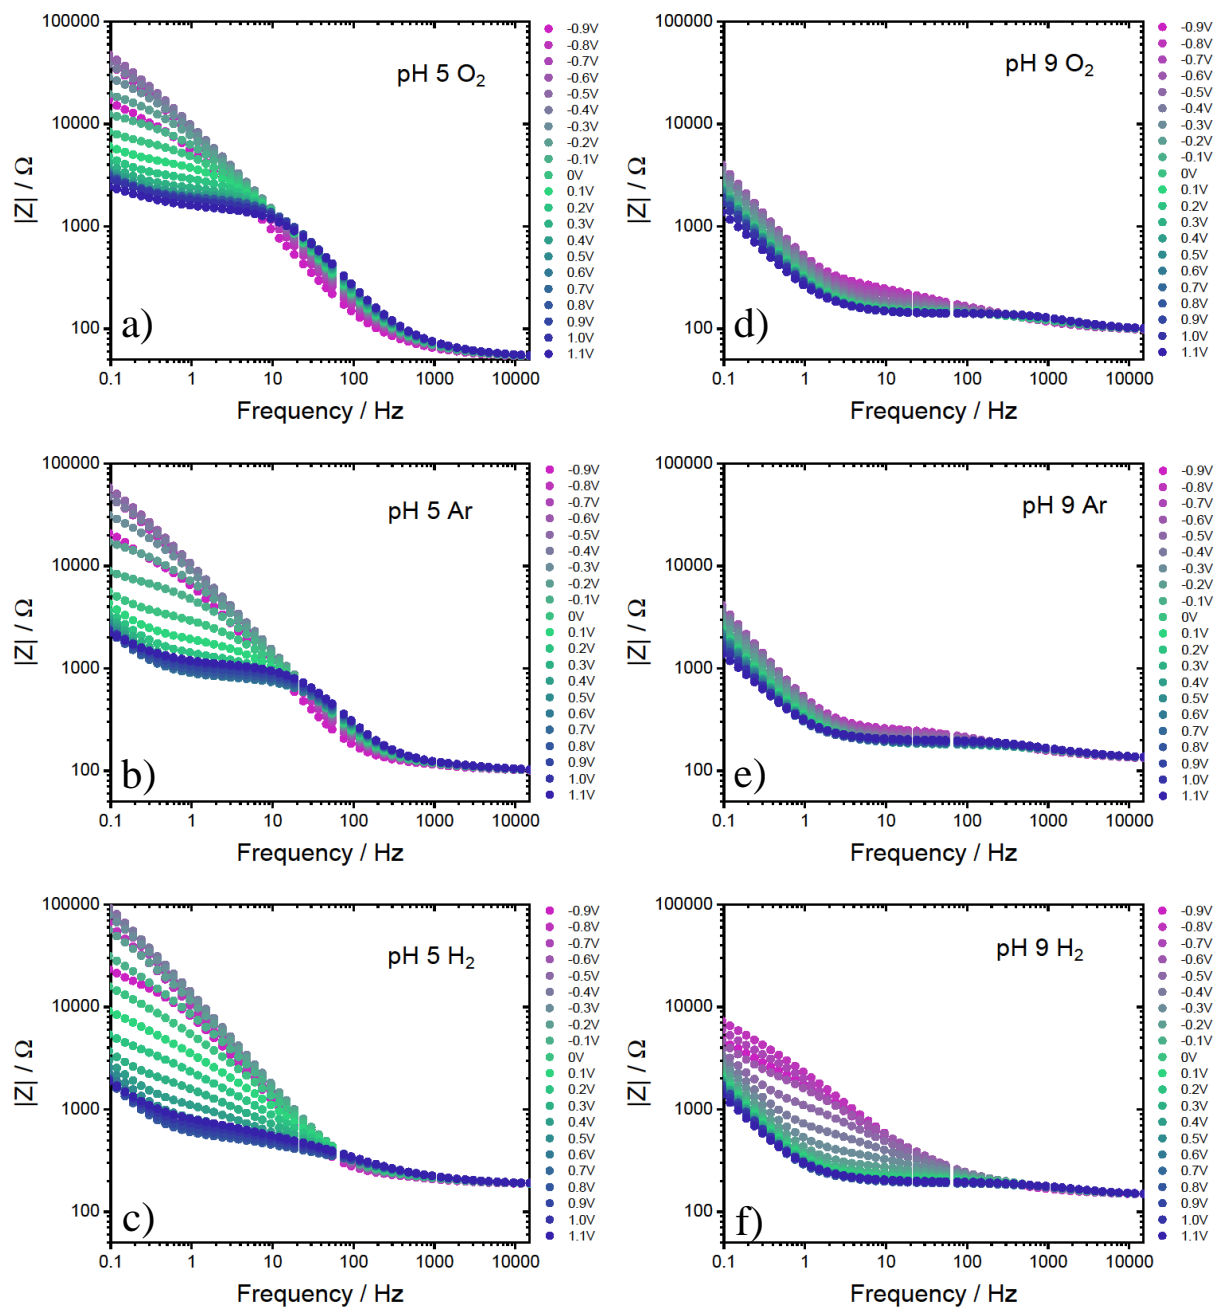 100000
10000
1000
100
|Z| / Ω
pH 5 O₂
a)
0.1 1 10 100 1000 10000
Frequency / Hz
-0.9V
-0.8V
-0.7V
-0.6V
-0.5V
-0.4V
-0.3V
-0.2V
-0.1V
0V
0.1V
0.2V
0.3V
0.4V
0.5V
0.6V
0.7V
0.8V
0.9V
1.0V
1.1V
100000
10000
1000
100
|Z| / Ω
pH 9 O₂
d)
0.1 1 10 100 1000 10000
Frequency / Hz
-0.9V
-0.8V
-0.7V
-0.6V
-0.5V
-0.4V
-0.3V
-0.2V
-0.1V
0V
0.1V
0.2V
0.3V
0.4V
0.5V
0.6V
0.7V
0.8V
0.9V
1.0V
1.1V
100000
10000
1000
100
|Z| / Ω
pH 5 Ar
b)
0.1 1 10 100 1000 10000
Frequency / Hz
-0.9V
-0.8V
-0.7V
-0.6V
-0.5V
-0.4V
-0.3V
-0.2V
-0.1V
0V
0.1V
0.2V
0.3V
0.4V
0.5V
0.6V
0.7V
0.8V
0.9V
1.0V
1.1V
100000
10000
1000
100
|Z| / Ω
pH 9 Ar
e)
0.1 1 10 100 1000 10000
Frequency / Hz
-0.9V
-0.8V
-0.7V
-0.6V
-0.5V
-0.4V
-0.3V
-0.2V
-0.1V
0V
0.1V
0.2V
0.3V
0.4V
0.5V
0.6V
0.7V
0.8V
0.9V
1.0V
1.1V
100000
10000
1000
100
|Z| / Ω
pH 5 H₂
c)
0.1 1 10 100 1000 10000
Frequency / Hz
-0.9V
-0.8V
-0.7V
-0.6V
-0.5V
-0.4V
-0.3V
-0.2V
-0.1V
0V
0.1V
0.2V
0.3V
0.4V
0.5V
0.6V
0.7V
0.8V
0.9V
1.0V
1.1V
100000
10000
1000
100
|Z| / Ω
pH 9 H₂
f)
0.1 1 10 100 1000 10000
Frequency / Hz
-0.9V
-0.8V
-0.7V
-0.6V
-0.5V
-0.4V
-0.3V
-0.2V
-0.1V
0V
0.1V
0.2V
0.3V
0.4V
0.5V
0.6V
0.7V
0.8V
0.9V
1.0V
1.1V